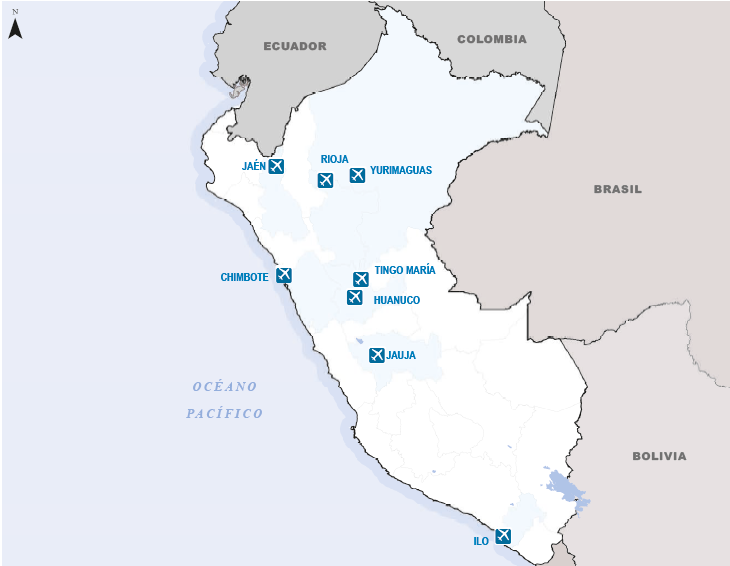 N
ECUADOR
COLOMBIA
RIOJA
JAÉN
YURIMAGUAS
BRASIL
TINGO MARÍA
CHIMBOTE
HUANUCO
JAUJA
OCÉANO
PACÍFICO
BOLIVIA
ILO